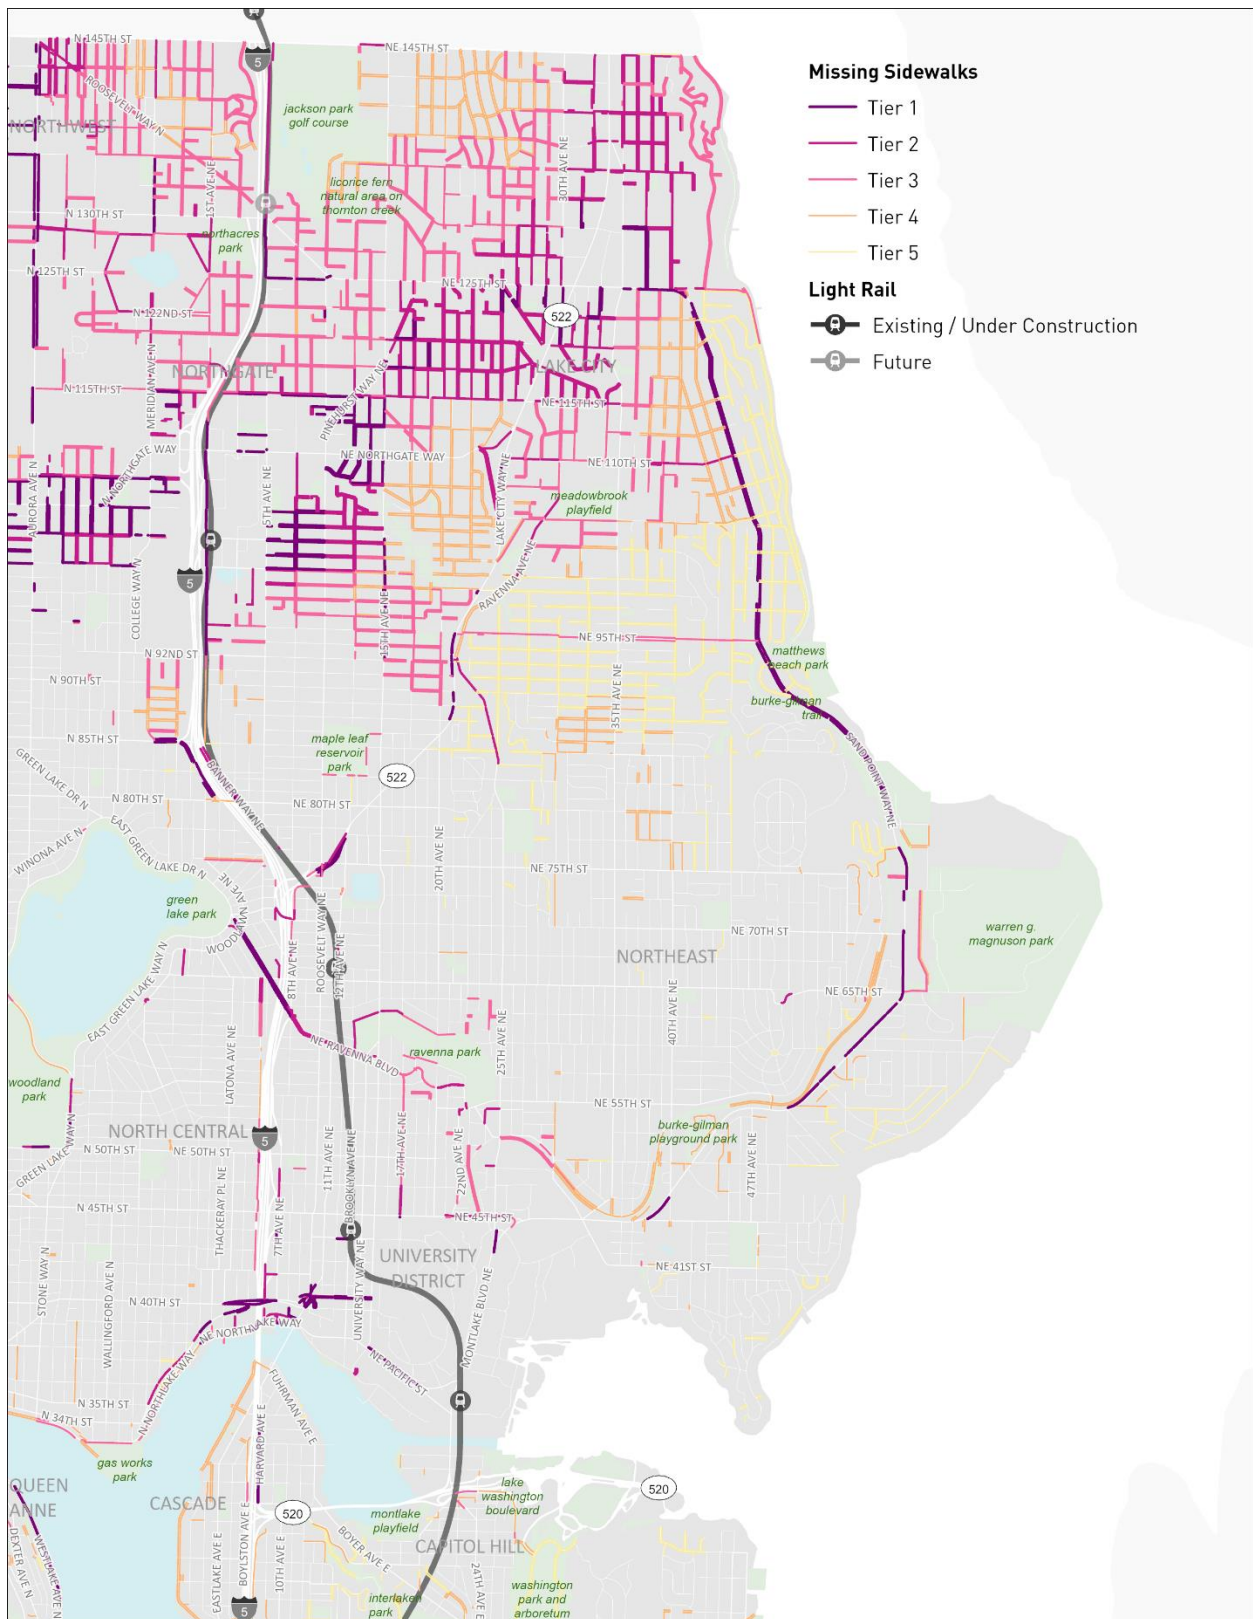 Missing Sidewalks
Tier 1
Tier 2
Tier 3
Tier 4
Tier 5
Light Rail
Existing / Under Construction
Future
N 145TH ST
NE 145TH ST
5
ROOSEVELT WAY N
jackson park
golf course
NORTHWEST
1ST AVE NE
30TH AVE NE
licorice fern
natural area on
thornton creek
N 130TH ST
northacres
park
N 125TH ST
NE 125TH ST
N 122ND ST
522
MERIDIAN AVE N
NORTHGATE
PINEHURST WAY NE
LAKE CITY
N 115TH ST
NE 115TH ST
N NORTHGATE WAY
NE NORTHGATE WAY
NE 110TH ST
AURORA AVE N
5TH AVE NE
LAKE CITY WAY NE
meadowbrook
playfield
5
COLLEGE WAY N
RAVENNA AVE NE
15TH AVE NE
NE 95TH ST
N 92ND ST
matthews
beach park
N 90TH ST
35TH AVE NE
burke-gilman
trail
N 85TH ST
maple leaf
reservoir
park
SAND POINT WAY NE
GREEN LAKE DR N
BANNER WAY NE
522
N 80TH ST
NE 80TH ST
WINONA AVE N
EAST GREEN LAKE DR N
20TH AVE NE
NE 75TH ST
green
lake park
WOODLAWN AVE NE
ROOSEVELT WAY NE
NE 70TH ST
warren g.
magnuson park
NORTHEAST
8TH AVE NE
12TH AVE NE
EAST GREEN LAKE WAY N
NE 65TH ST
40TH AVE NE
25TH AVE NE
NE RAVENNA BLVD
ravenna park
LATONA AVE NE
woodland
park
NE 55TH ST
burke-gilman
playground park
NORTH CENTRAL
5
GREEN LAKE WAY N
N 50TH ST
NE 50TH ST
11TH AVE NE
BROOKLYN AVE NE
17TH AVE NE
22ND AVE NE
47TH AVE NE
N 45TH ST
NE 45TH ST
THACKERAY PL NE
7TH AVE NE
UNIVERSITY
DISTRICT
NE 41ST ST
STONE WAY N
WALLINGFORD AVE N
N 40TH ST
UNIVERSITY WAY NE
MONTLAKE BLVD NE
NE NORTHLAKE WAY
NE PACIFIC ST
N NORTHLAKE WAY
FUHRMAN AVE E
N 35TH ST
N 34TH ST
gas works
park
HARVARD AVE E
QUEEN
ANNE
CASCADE
520
lake
washington
boulevard
520
montlake
playfield
BOYER AVE E
CAPITOL HILL
DEXTER AVE N
WESTLAKE AVE N
EASTLAKE AVE E
BOYLSTON AVE E
10TH AVE E
24TH AVE E
interlaken
park
washington
park and
arboretum
5